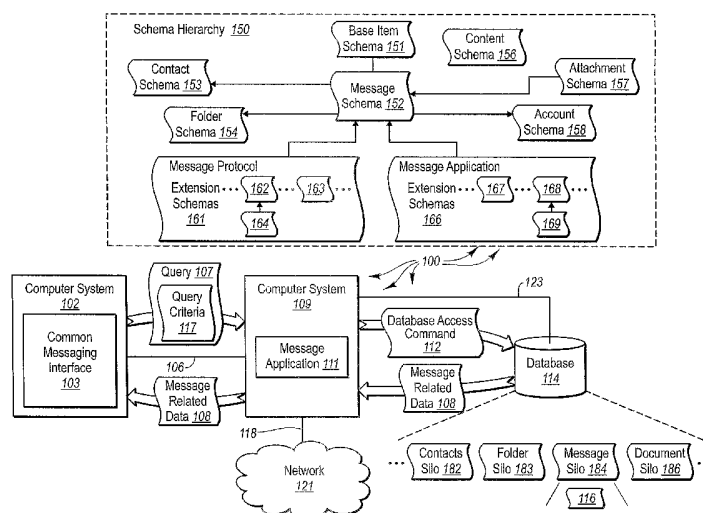 Schema Hierarchy 150
Base Item
Schema 151
Content
Schema 156
Contact
Schema 153
Message
Schema 152
Attachment
Schema 157
Folder
Schema 154
Account
Schema 158
Message Protocol
Extension
Schemas
161
162
163
164
Message Application
Extension
Schemas
166
167
168
169
100
Computer System
102
Common
Messaging
Interface
103
Query 107
Query
Criteria
117
106
Message
Related
Data 108
Computer System
109
Message
Application 111
118
Network
121
123
Database Access
Command
112
Message
Related
Data 108
Database
114
Contacts
Silo 182
Folder
Silo 183
Message
Silo 184
Document
Silo 186
116